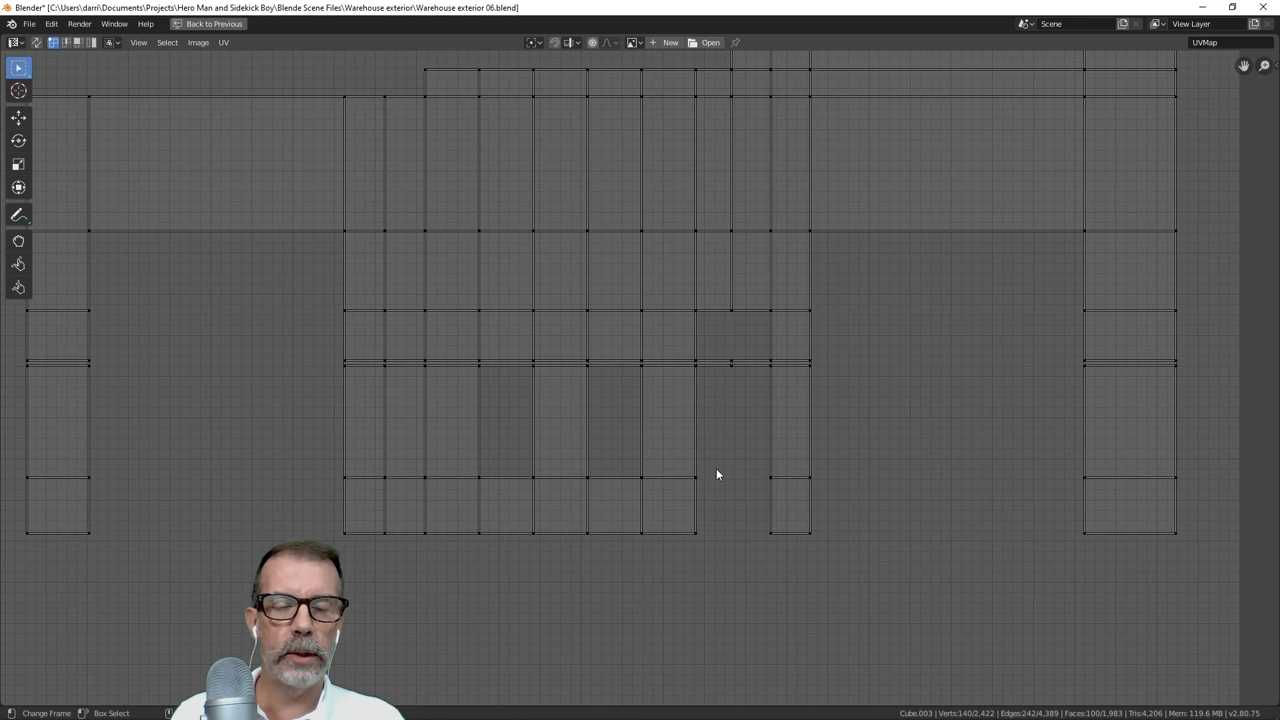 Blender* [C:\Users\darri\Documents\Projects\Hero Man and Sidekick Boy\Blende Scene Files\Warehouse exterior\Warehouse exterior 06.blend]
File Edit Render Window Help Back to Previous Scene View Layer
View Select Image UV New Open UVMap
Change Frame Box Select Cube.003 | Verts:140/2,422 | Edges:242/4,389 | Faces:100/1,983 | Tris:4,206 | Mem: 119.6 MB | v2.80.75